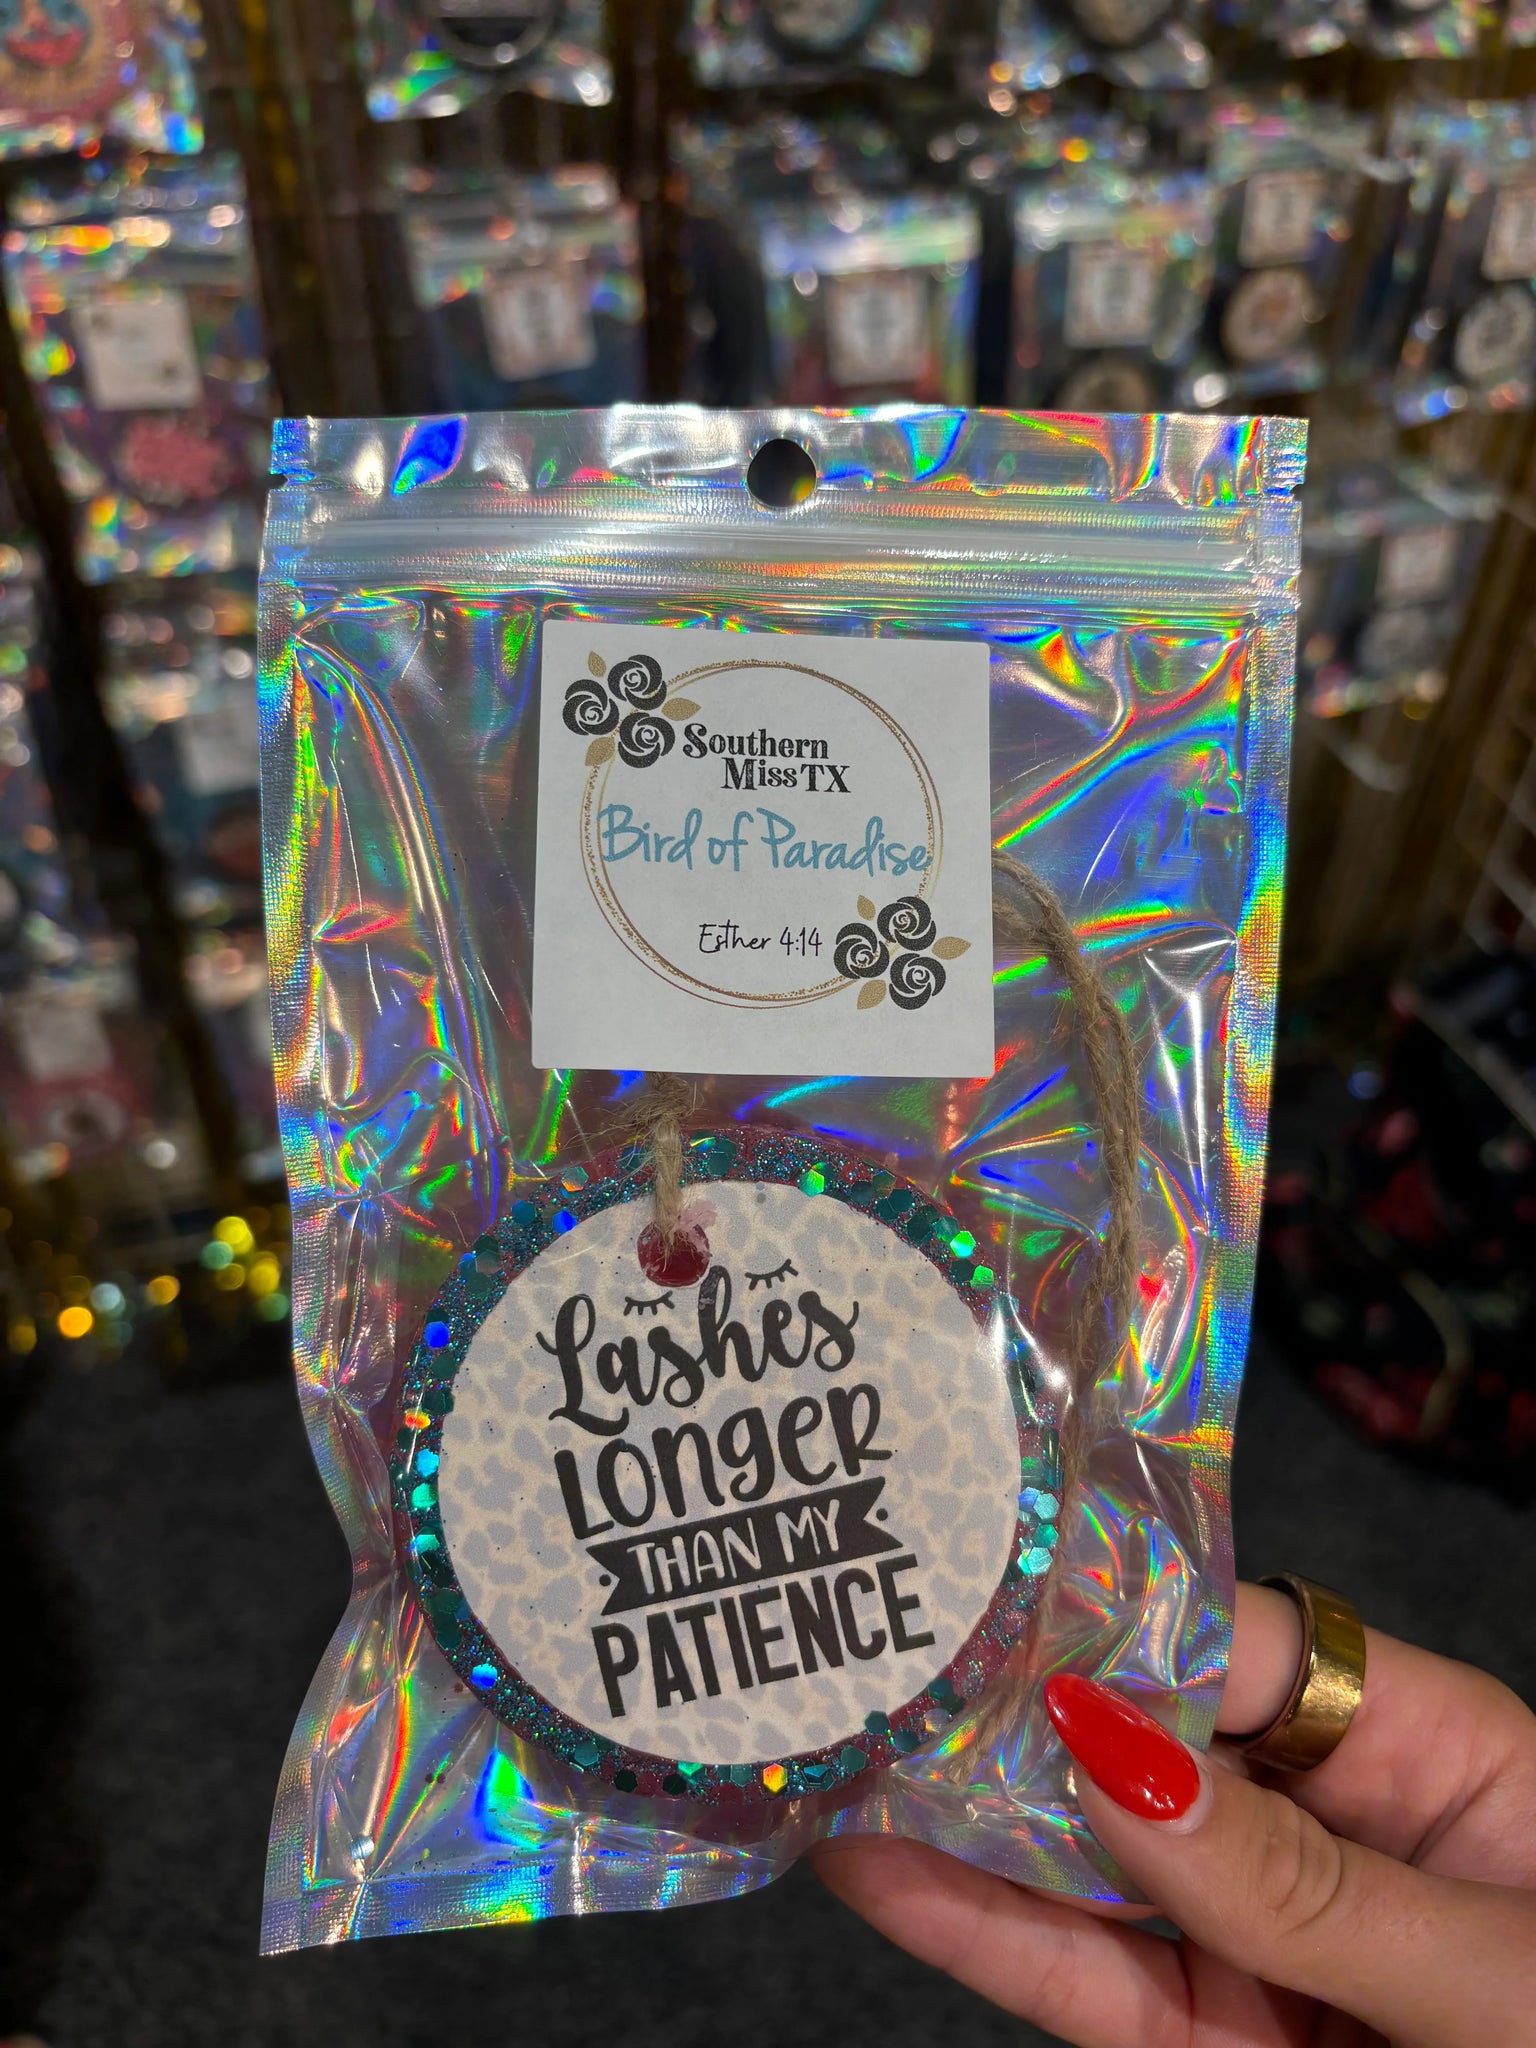 Southern
Miss TX
Bird of Paradise
Esther 4:14
Lashes
LONgER
THAN MY
PATIENCE